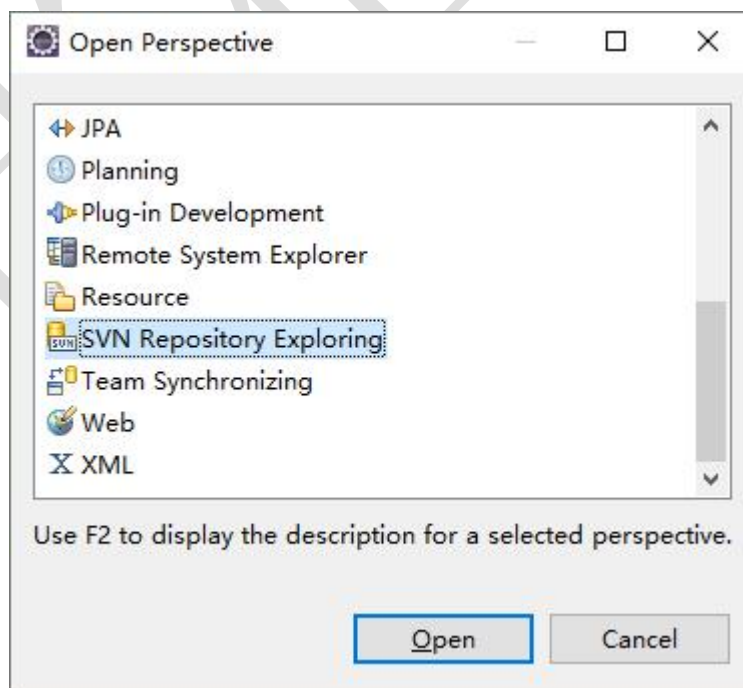 Open Perspective
JPA
Planning
Plug-in Development
Remote System Explorer
Resource
SVN Repository Exploring
Team Synchronizing
Web
XML
Use F2 to display the description for a selected perspective.
Open
Cancel